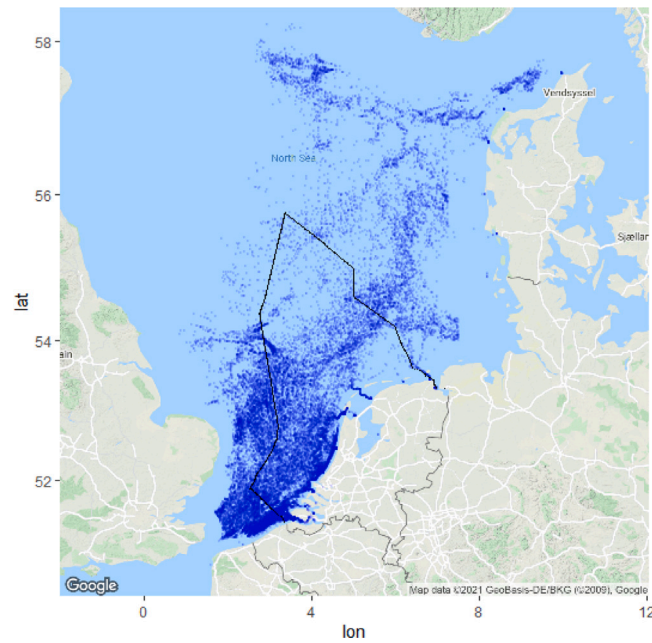 58
Vendsyssel
North Sea
56
Sjælland
lat
54
ain
52
Google
Map data ©2021 GeoBasis-DE/BKG (©2009), Google
0
4
8
12
lon